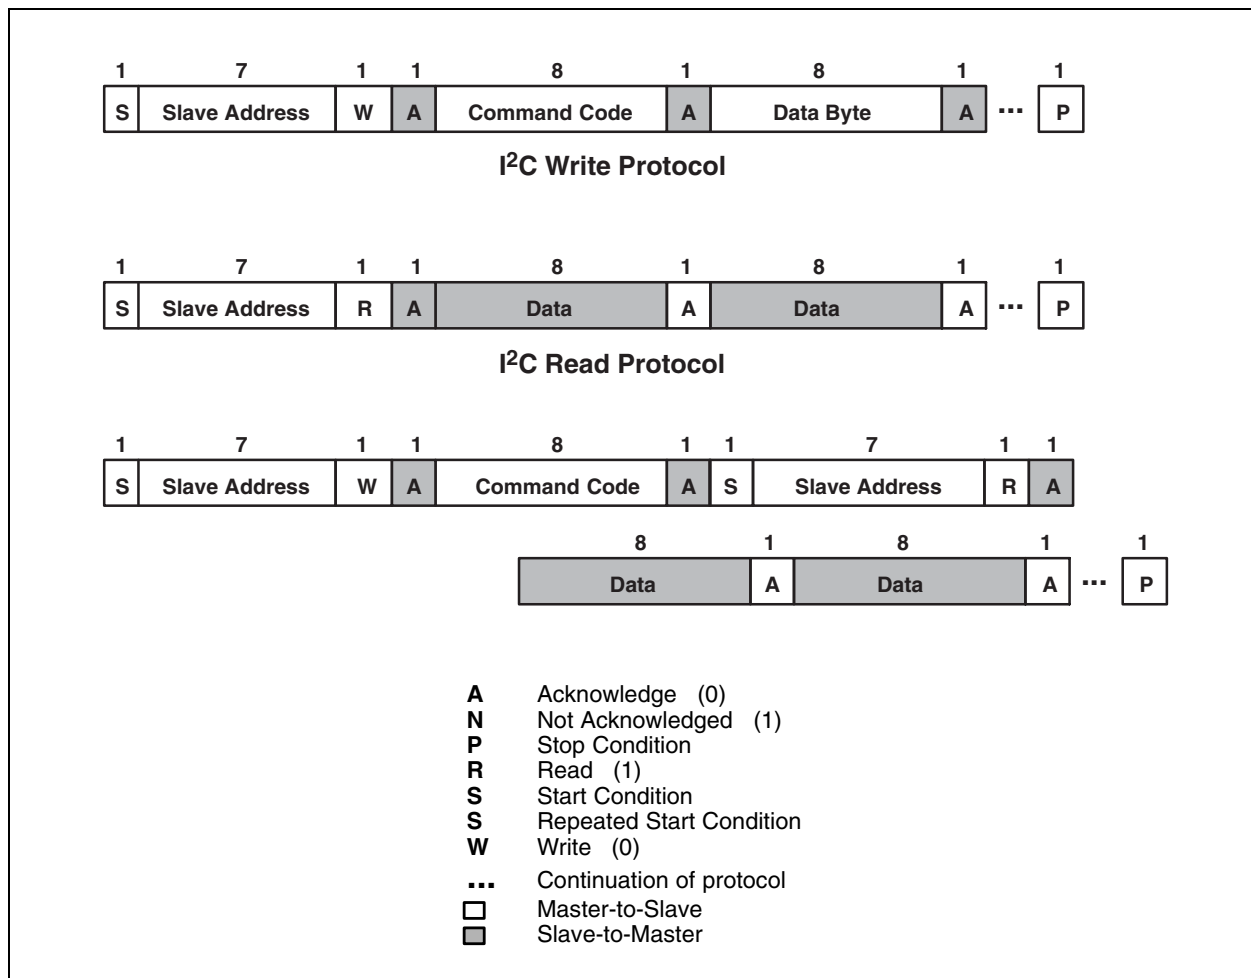 1 7 1 1 8 1 8 1 1
S Slave Address W A Command Code A Data Byte A ... P
I²C Write Protocol
1 7 1 1 8 1 8 1 1
S Slave Address R A Data A Data A ... P
I²C Read Protocol
1 7 1 1 8 1 1 7 1 1
S Slave Address W A Command Code A S Slave Address R A
8 1 8 1 1
Data A Data A ... P
A Acknowledge (0)
N Not Acknowledged (1)
P Stop Condition
R Read (1)
S Start Condition
S Repeated Start Condition
W Write (0)
... Continuation of protocol
Master-to-Slave
Slave-to-Master